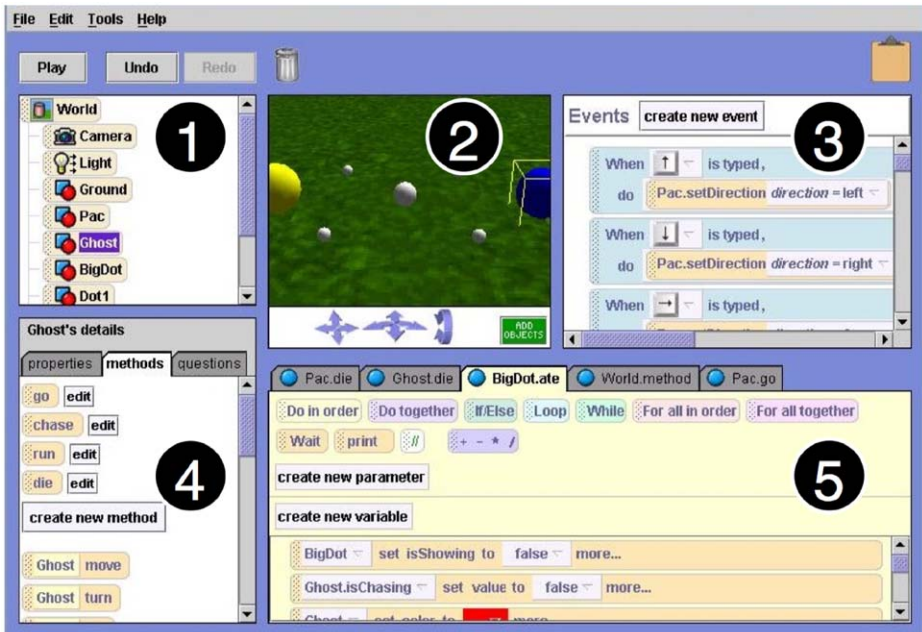 File Edit Tools Help
Play Undo Redo
World
Camera
Light
Ground
Pac
Ghost
BigDot
Dot1
1
2
ADD
OBJECTS
Events create new event
3
When ↑ is typed,
do Pac.setDirection direction = left
When ↓ is typed,
do Pac.setDirection direction = right
When → is typed,
Ghost's details
properties methods questions
go edit
chase edit
run edit
die edit
create new method
4
Ghost move
Ghost turn
Pac.die Ghost.die BigDot.ate World.method Pac.go
Do in order Do together If/Else Loop While For all in order For all together
Wait print // + - * /
create new parameter
5
create new variable
BigDot set isShowing to false more...
Ghost.isChasing set value to false more...
Ghost set color to more